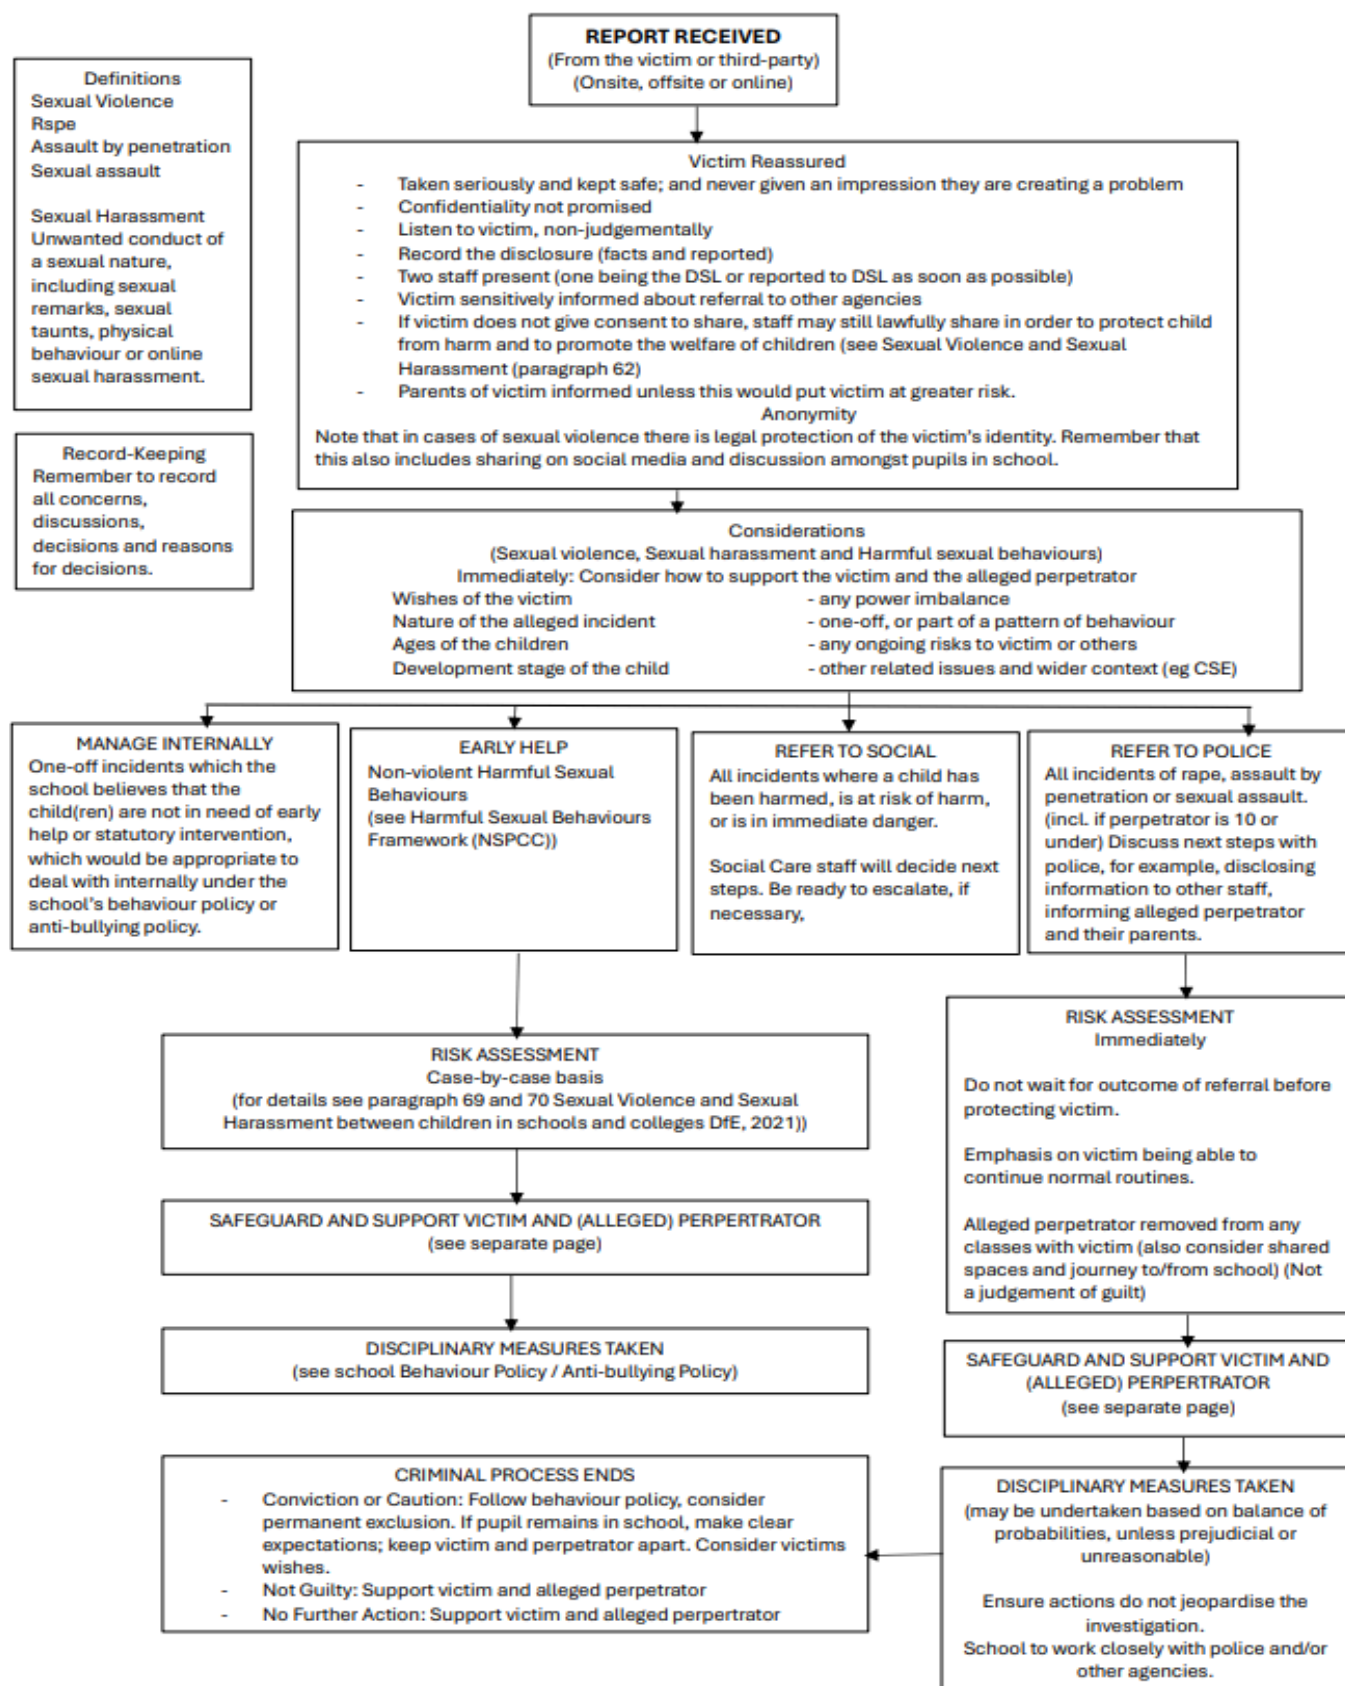 REPORT RECEIVED
(From the victim or third-party)
(Onsite, offsite or online)
Definitions
Sexual Violence
Rspe
Assault by penetration
Sexual assault
Sexual Harassment
Unwanted conduct of
a sexual nature,
including sexual
remarks, sexual
taunts, physical
behaviour or online
sexual harassment.
Victim Reassured
- Taken seriously and kept safe; and never given an impression they are creating a problem
- Confidentiality not promised
- Listen to victim, non-judgementally
- Record the disclosure (facts and reported)
- Two staff present (one being the DSL or reported to DSL as soon as possible)
- Victim sensitively informed about referral to other agencies
- If victim does not give consent to share, staff may still lawfully share in order to protect child
from harm and to promote the welfare of children (see Sexual Violence and Sexual
Harassment (paragraph 62)
- Parents of victim informed unless this would put victim at greater risk.
Anonymity
Note that in cases of sexual violence there is legal protection of the victim's identity. Remember that
this also includes sharing on social media and discussion amongst pupils in school.
Record-Keeping
Remember to record
all concerns,
discussions,
decisions and reasons
for decisions.
Considerations
(Sexual violence, Sexual harassment and Harmful sexual behaviours)
Immediately: Consider how to support the victim and the alleged perpetrator
Wishes of the victim - any power imbalance
Nature of the alleged incident - one-off, or part of a pattern of behaviour
Ages of the children - any ongoing risks to victim or others
Development stage of the child - other related issues and wider context (eg CSE)
MANAGE INTERNALLY
One-off incidents which the
school believes that the
child(ren) are not in need of early
help or statutory intervention,
which would be appropriate to
deal with internally under the
school's behaviour policy or
anti-bullying policy.
EARLY HELP
Non-violent Harmful Sexual
Behaviours
(see Harmful Sexual Behaviours
Framework (NSPCC))
REFER TO SOCIAL
All incidents where a child has
been harmed, is at risk of harm,
or is in immediate danger.
Social Care staff will decide next
steps. Be ready to escalate, if
necessary,
REFER TO POLICE
All incidents of rape, assault by
penetration or sexual assault.
(incl. if perpetrator is 10 or
under) Discuss next steps with
police, for example, disclosing
information to other staff,
informing alleged perpetrator
and their parents.
RISK ASSESSMENT
Case-by-case basis
(for details see paragraph 69 and 70 Sexual Violence and Sexual
Harassment between children in schools and colleges DfE, 2021))
SAFEGUARD AND SUPPORT VICTIM AND (ALLEGED) PERPERTRATOR
(see separate page)
DISCIPLINARY MEASURES TAKEN
(see school Behaviour Policy / Anti-bullying Policy)
RISK ASSESSMENT
Immediately
Do not wait for outcome of referral before
protecting victim.
Emphasis on victim being able to
continue normal routines.
Alleged perpetrator removed from any
classes with victim (also consider shared
spaces and journey to/from school) (Not
a judgement of guilt)
SAFEGUARD AND SUPPORT VICTIM AND
(ALLEGED) PERPERTRATOR
(see separate page)
DISCIPLINARY MEASURES TAKEN
(may be undertaken based on balance of
probabilities, unless prejudicial or
unreasonable)
Ensure actions do not jeopardise the
investigation.
School to work closely with police and/or
other agencies.
CRIMINAL PROCESS ENDS
- Conviction or Caution: Follow behaviour policy, consider
permanent exclusion. If pupil remains in school, make clear
expectations; keep victim and perpetrator apart. Consider victims
wishes.
- Not Guilty: Support victim and alleged perpetrator
- No Further Action: Support victim and alleged perpertrator